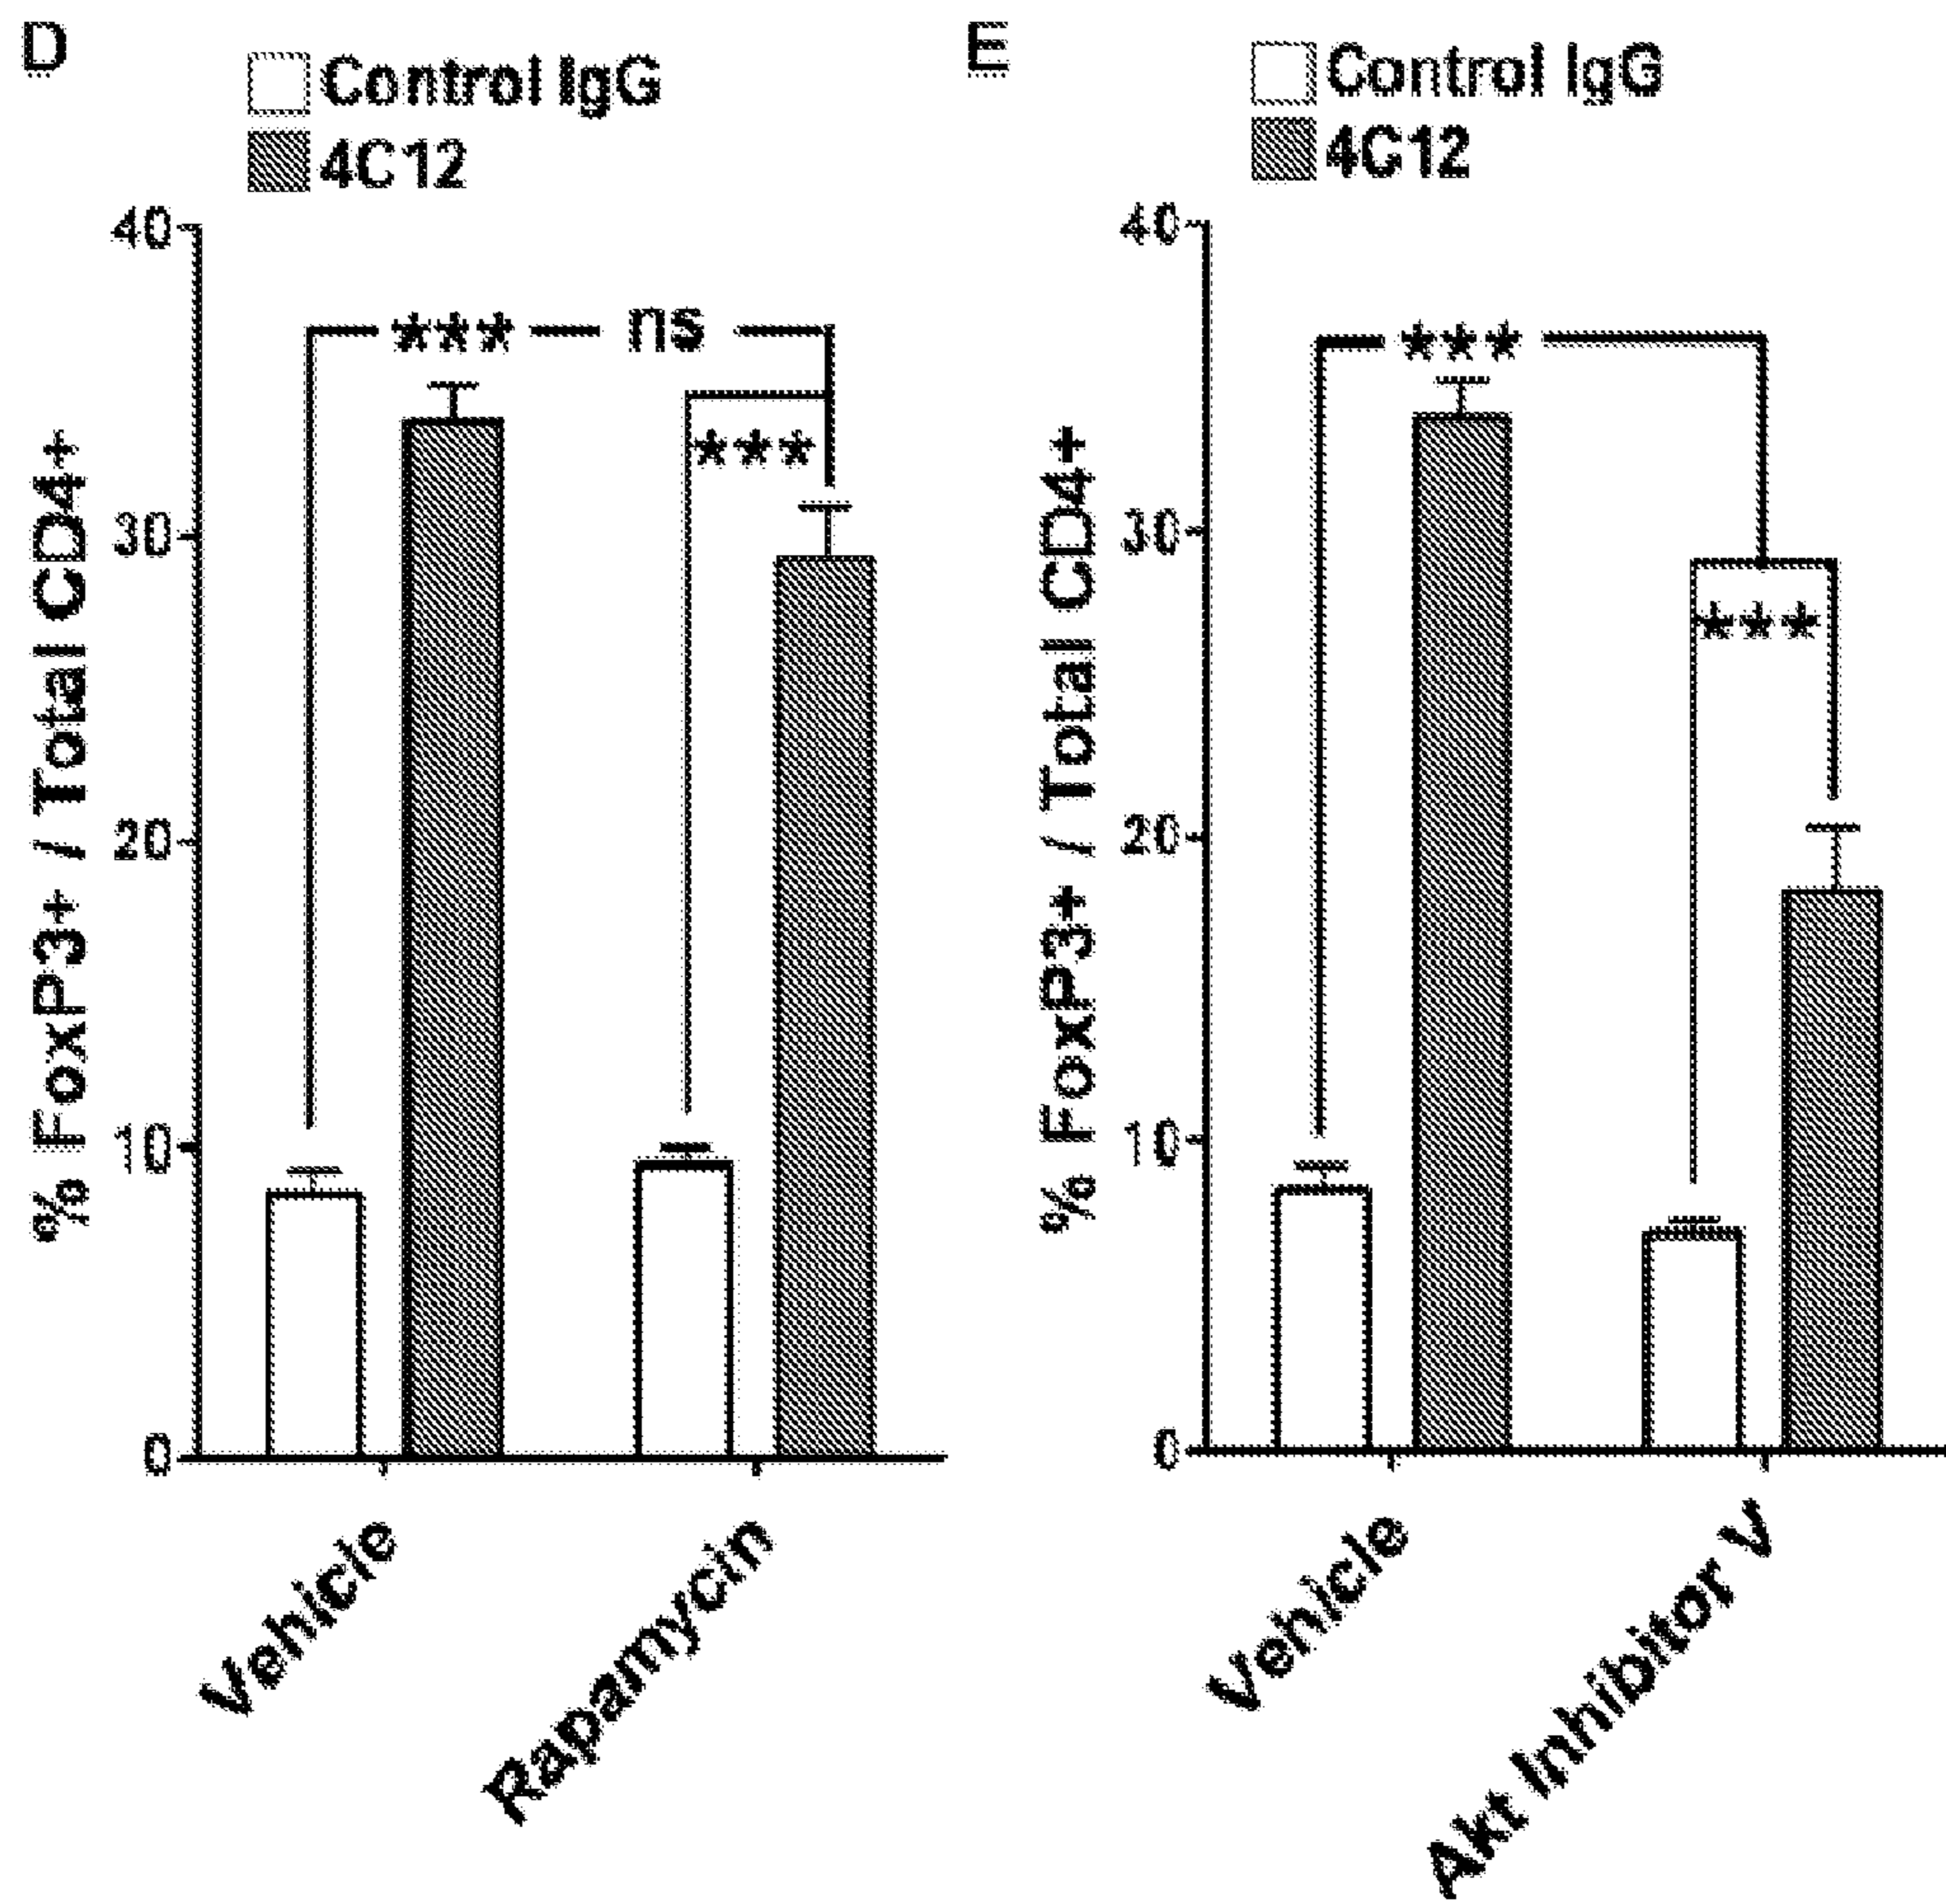 D
Control IgG
4C12
% FoxP3+ / Total CD4+
40
30
20
10
0
*** ns
***
Vehicle
Rapamycin
E
Control IgG
4C12
% FoxP3+ / Total CD4+
40
30
20
10
0
***
***
Vehicle
Akt Inhibitor V